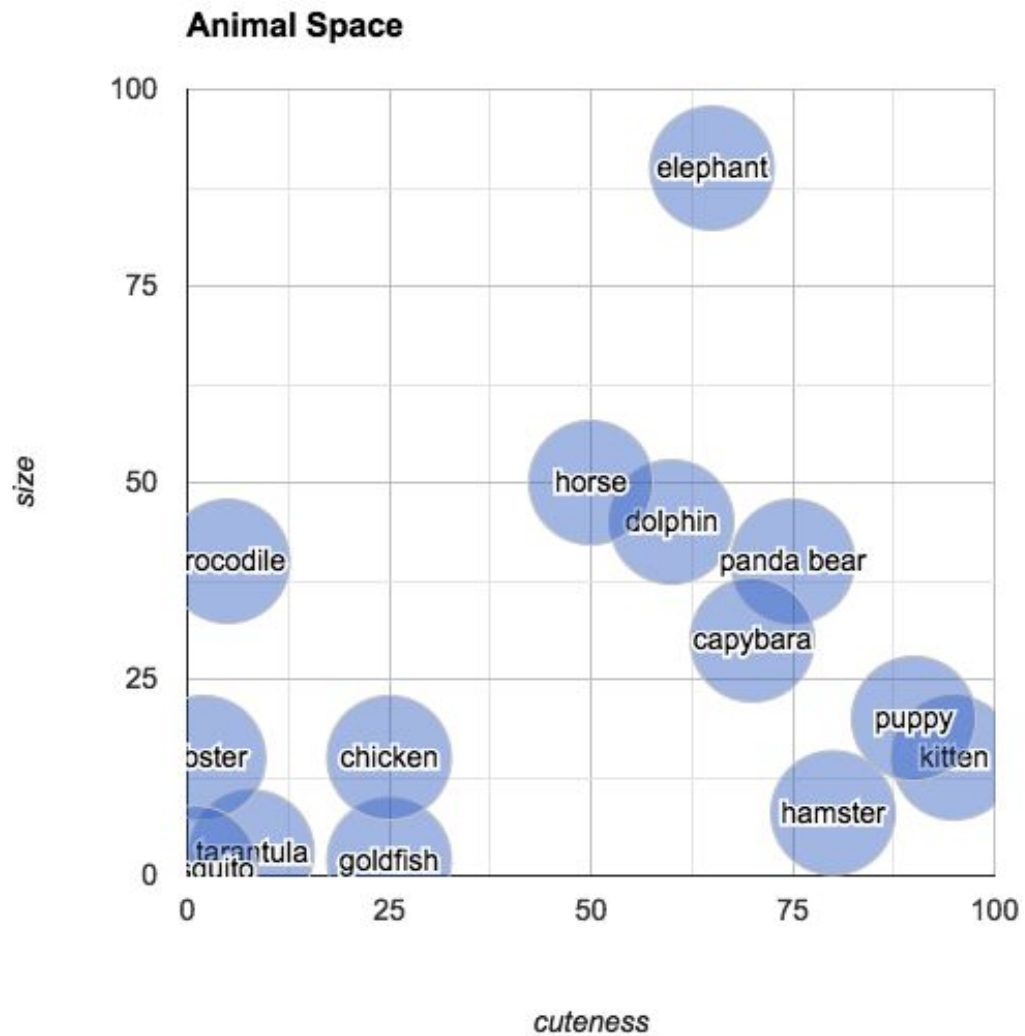 Animal Space
100
elephant
75
size
50
horse
dolphin
rocodile
panda bear
capybara
25
puppy
bster
chicken
kitten
hamster
tarantula
goldfish
squito
0
0 25 50 75 100
cuteness